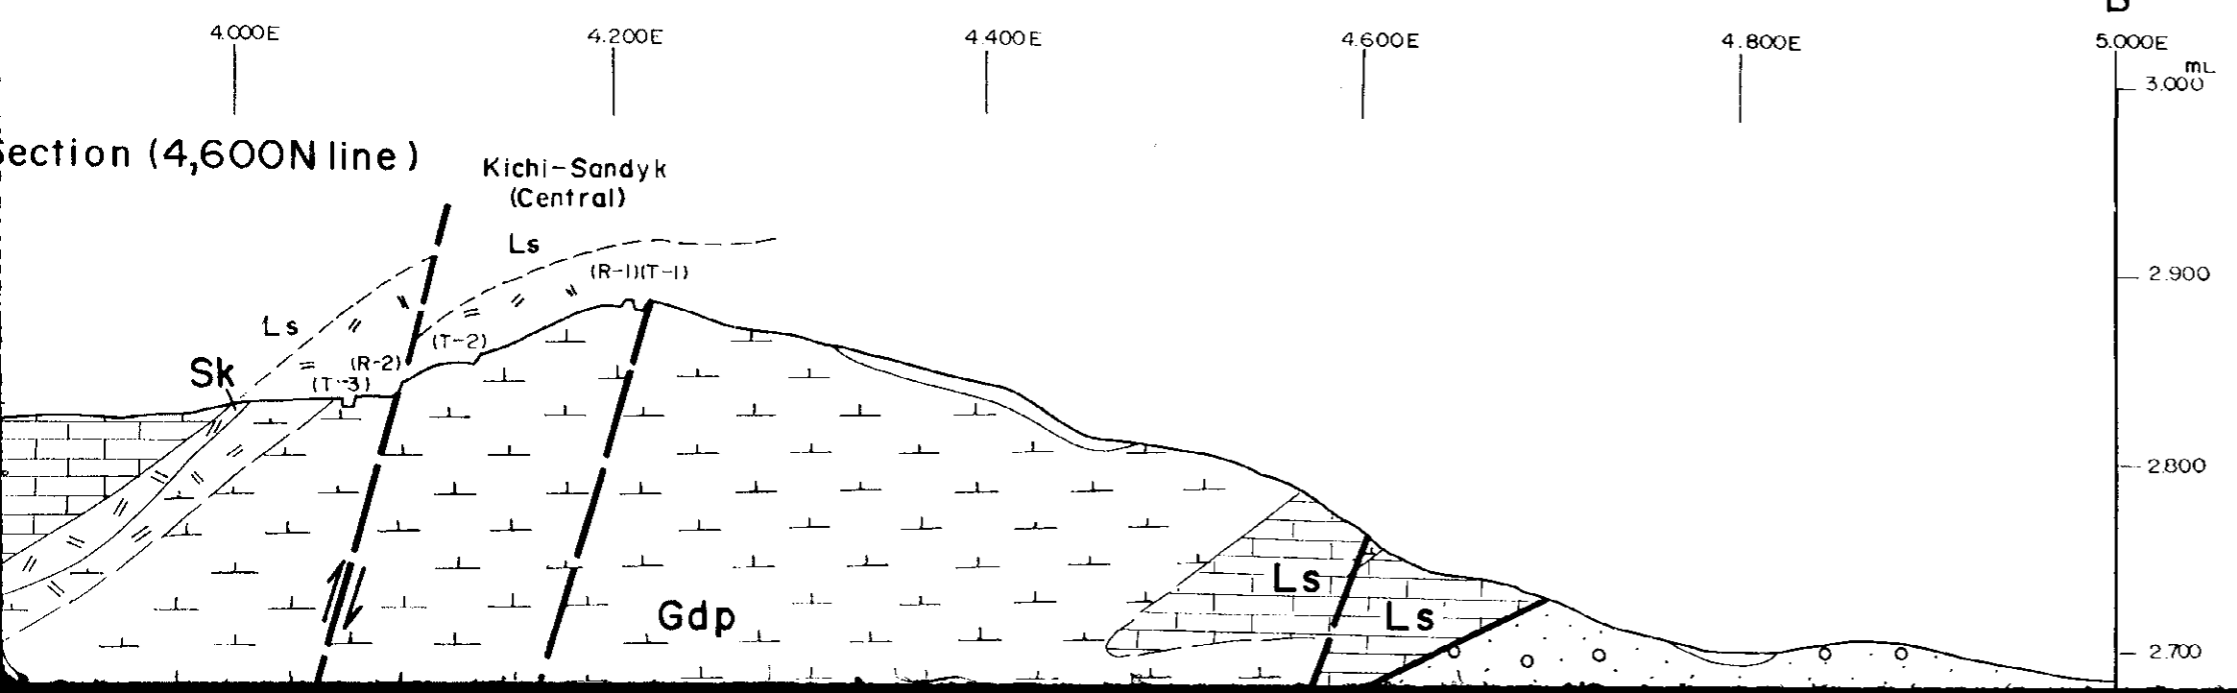 4.000E 4.200E 4.400E 4.600E 4.800E 5.000E
mL
3.000
ection (4,600N line)
Kichi-Sandyk
(Central)
Ls
(R-1)(T-1)
2.900
Ls
(T-2)
(R-2)
Sk
(T-3)
2.800
Ls
Gdp
Ls
2.700